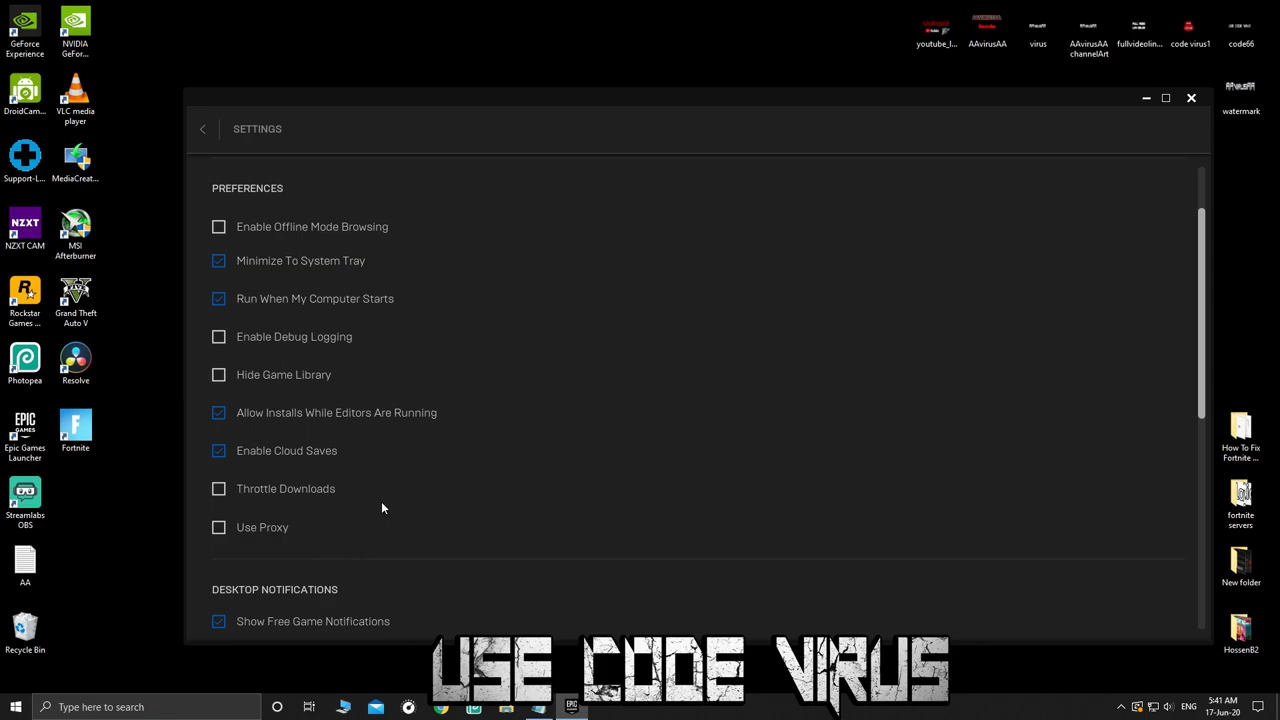 GeForce
Experience
NVIDIA
GeFor...
DroidCam...
VLC media
player
Support-L...
MediaCreat...
NZXT
NZXT CAM
MSI
Afterburner
Rockstar
Games ...
Grand Theft
Auto V
Photopea
Resolve
EPIC
GAMES
Epic Games
Launcher
Fortnite
Streamlabs
OBS
AA
Recycle Bin
youtube_l...
AAvirusAA
virus
AAvirusAA
channelArt
fullvideolin...
code virus1
code66
watermark
How To Fix
Fortnite ...
fortnite
servers
New folder
HossenB2
SETTINGS
PREFERENCES
Enable Offline Mode Browsing
Minimize To System Tray
Run When My Computer Starts
Enable Debug Logging
Hide Game Library
Allow Installs While Editors Are Running
Enable Cloud Saves
Throttle Downloads
Use Proxy
DESKTOP NOTIFICATIONS
Show Free Game Notifications
USE CODE VIRUS
Type here to search
ENG
5:41 AM
17-Jun-20